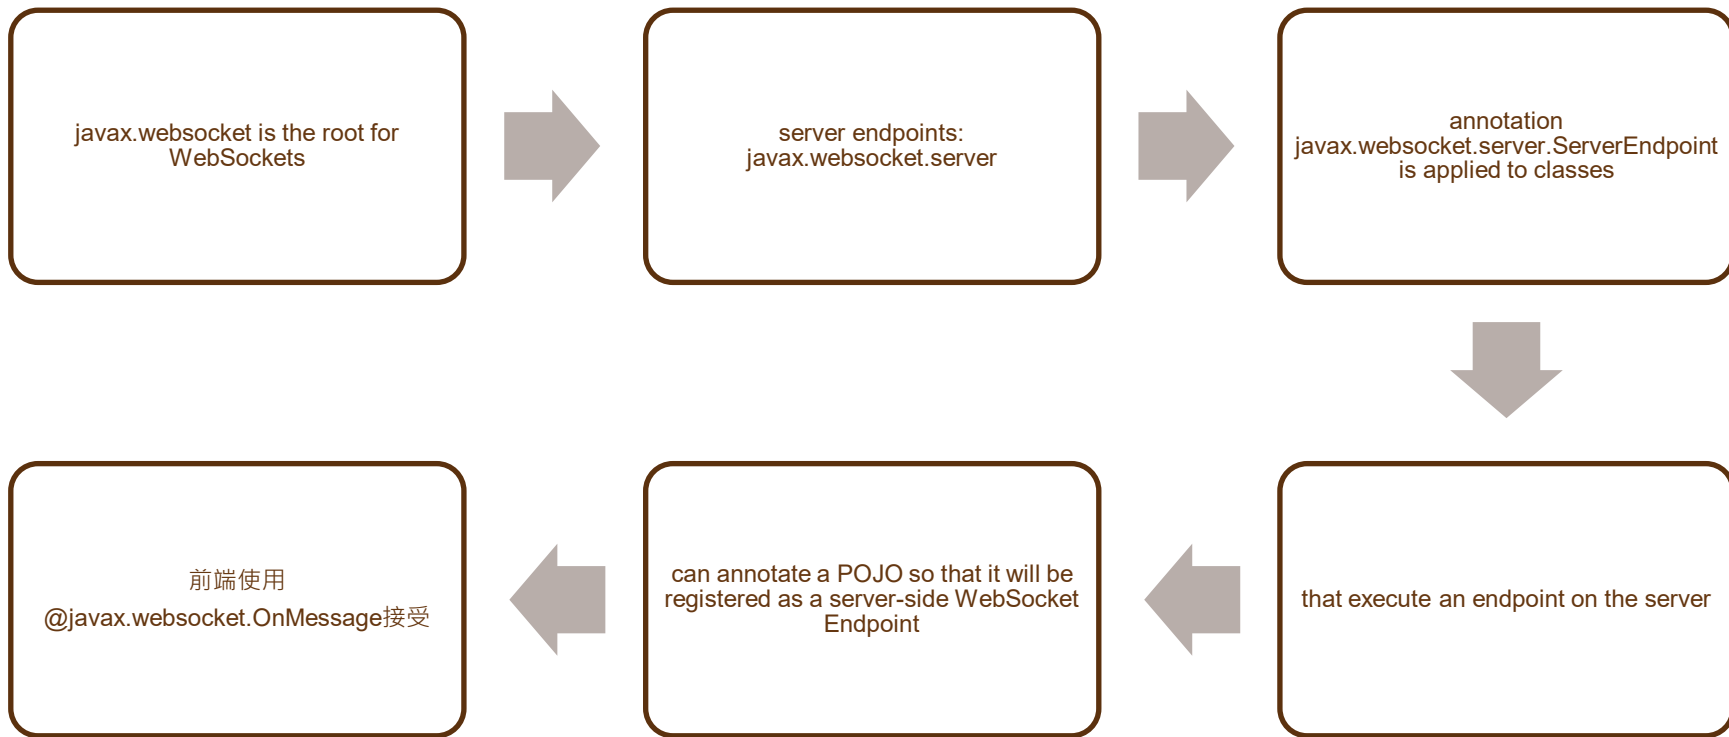 javax.websocket is the root for
WebSockets
server endpoints:
javax.websocket.server
annotation
javax.websocket.server.ServerEndpoint
is applied to classes
that execute an endpoint on the server
can annotate a POJO so that it will be
registered as a server-side WebSocket
Endpoint
前端使用
@javax.websocket.OnMessage接受